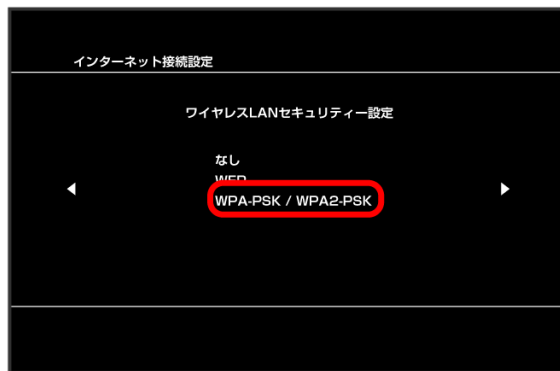 インターネット接続設定
ワイヤレスLANセキュリティー設定
なし
WEP
WPA-PSK / WPA2-PSK